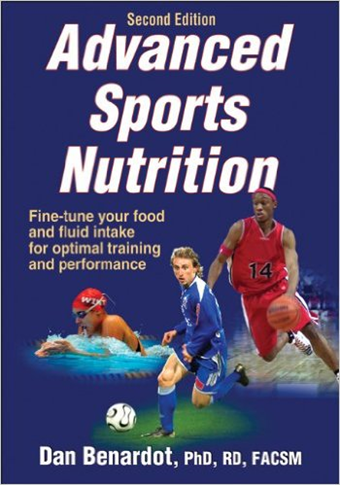 Second Edition
Advanced
Sports
Nutrition
Fine-tune your food
and fluid intake
for optimal training
and performance
14
Dan Benardot, PhD, RD, FACSM